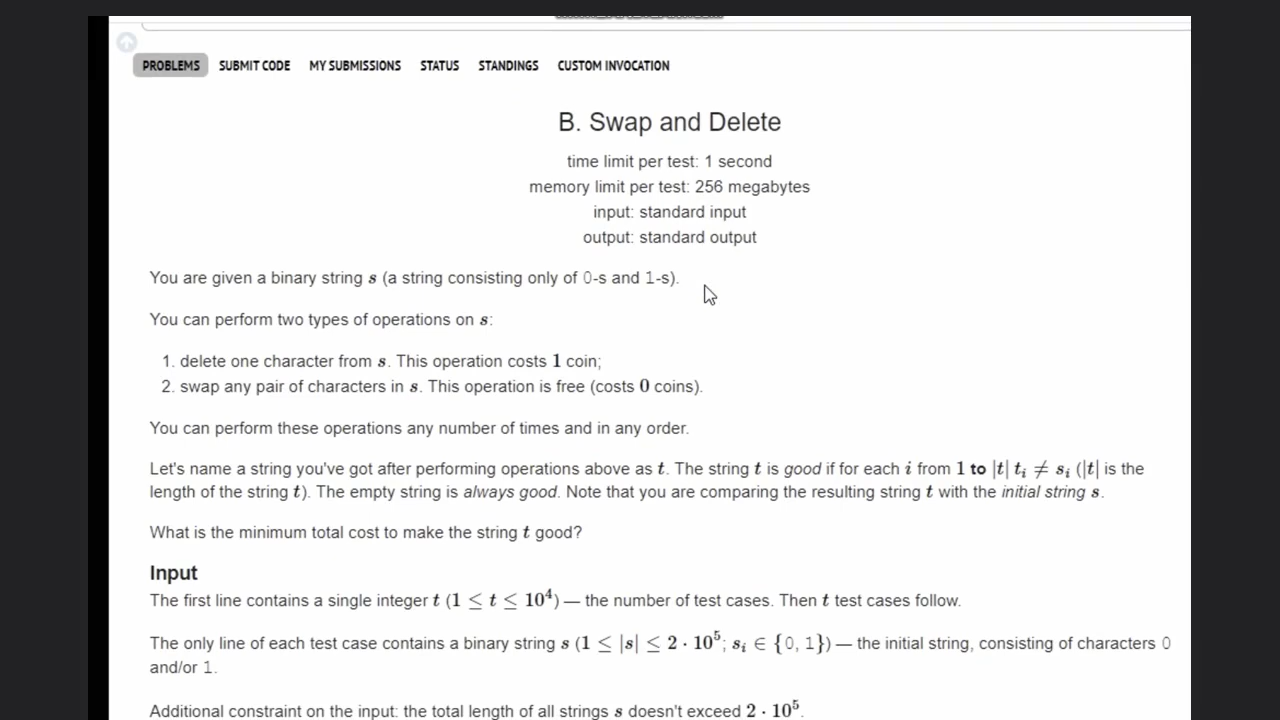 PROBLEMS SUBMIT CODE MY SUBMISSIONS STATUS STANDINGS CUSTOM INVOCATION
B. Swap and Delete
time limit per test: 1 second
memory limit per test: 256 megabytes
input: standard input
output: standard output
You are given a binary string s (a string consisting only of 0-s and 1-s).
You can perform two types of operations on s:
1. delete one character from s. This operation costs 1 coin;
2. swap any pair of characters in s. This operation is free (costs 0 coins).
You can perform these operations any number of times and in any order.
Let's name a string you've got after performing operations above as t. The string t is good if for each i from 1 to |t| tᵢ ≠ sᵢ (|t| is the
length of the string t). The empty string is always good. Note that you are comparing the resulting string t with the initial string s.
What is the minimum total cost to make the string t good?
Input
The first line contains a single integer t (1 ≤ t ≤ 10⁴) — the number of test cases. Then t test cases follow.
The only line of each test case contains a binary string s (1 ≤ |s| ≤ 2 · 10⁵; sᵢ ∈ {0, 1}) — the initial string, consisting of characters 0
and/or 1.
Additional constraint on the input: the total length of all strings s doesn't exceed 2 · 10⁵.